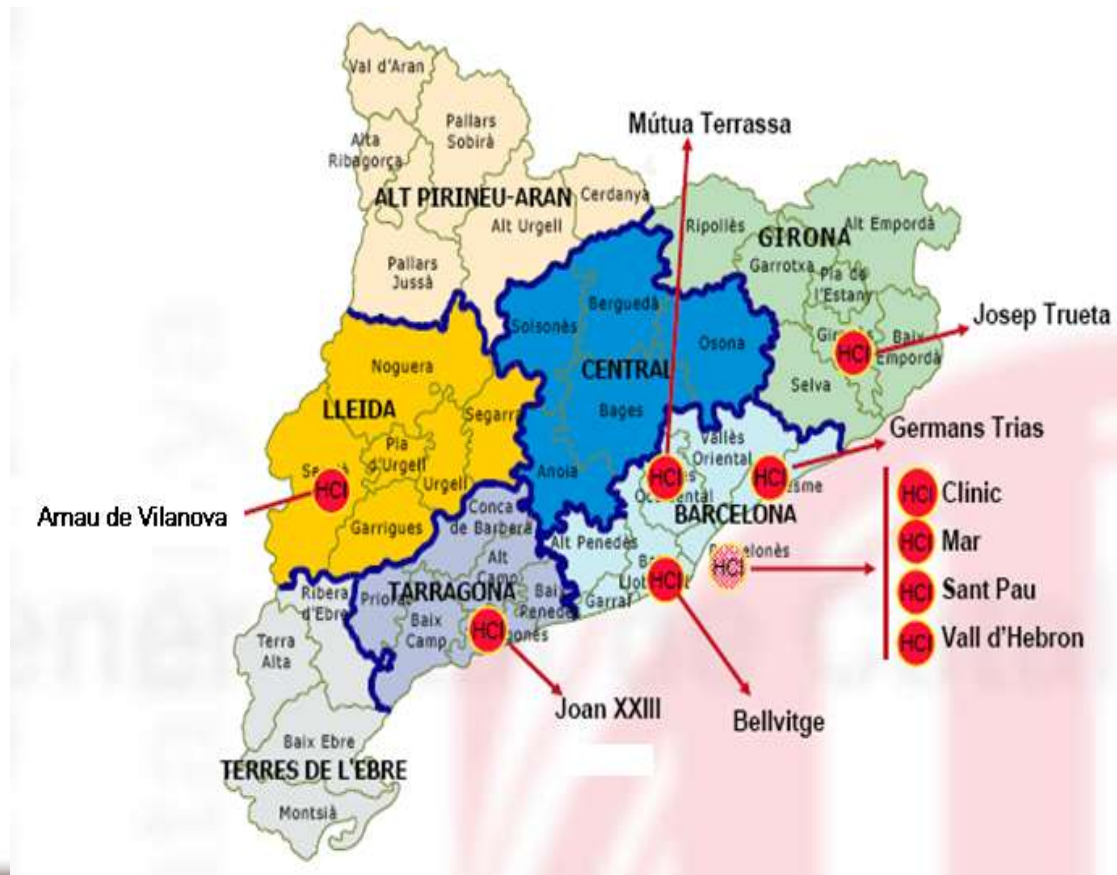 Val d'Aran
Pallars
Sobirà
Alta
Ribagorça
ALT PIRINEU-ARAN
Cerdanya
Alt Urgell
Pallars
Jussà
Mútua Terrassa
Ripollès
Alt Empordà
GIRONA
Garrotxa
Pla de
l'Estany
Baix
Empordà
Selva
HCI
Josep Trueta
Berguedà
Solsonès
Osona
CENTRAL
Bages
Anoia
Noguera
LLEIDA
Segarra
Pla
d'Urgell
Urgell
HCI
Garrigues
Arnau de Vilanova
Vallès
Oriental
HCI
HCI
Germans Trias
BARCELONA
Alt Penedès
Garraf
HCI
HCI
HCI Clínic
HCI Mar
HCI Sant Pau
HCI Vall d'Hebron
Bellvitge
Conca
de Barberà
Alt
Camp
TARRAGONA
Priorat
Baix
Camp
Baix
Penedès
HCI
Joan XXIII
Ribera
d'Ebre
Terra
Alta
Baix Ebre
TERRES DE L'EBRE
Montsià